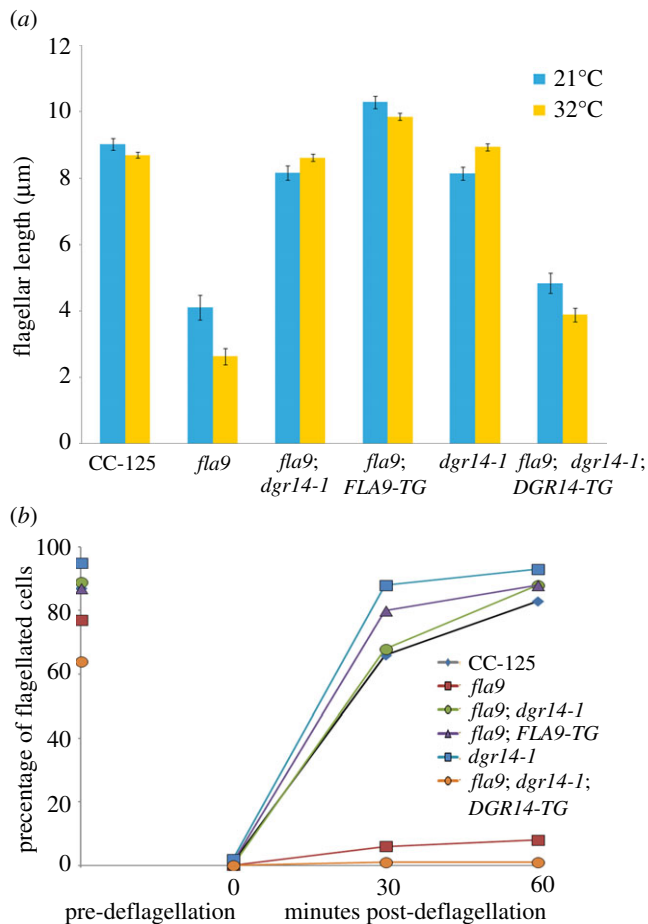 (a)
12
10
8
6
4
2
0
flagellar length (µm)
21°C
32°C
CC-125
fla9
fla9;
dgr14-1
fla9;
FLA9-TG
dgr14-1
fla9; dgr14-1;
DGR14-TG
(b)
100
80
60
40
20
0
precentage of flagellated cells
CC-125
fla9
fla9; dgr14-1
fla9; FLA9-TG
dgr14-1
fla9; dgr14-1;
DGR14-TG
0
30
60
pre-deflagellation
minutes post-deflagellation